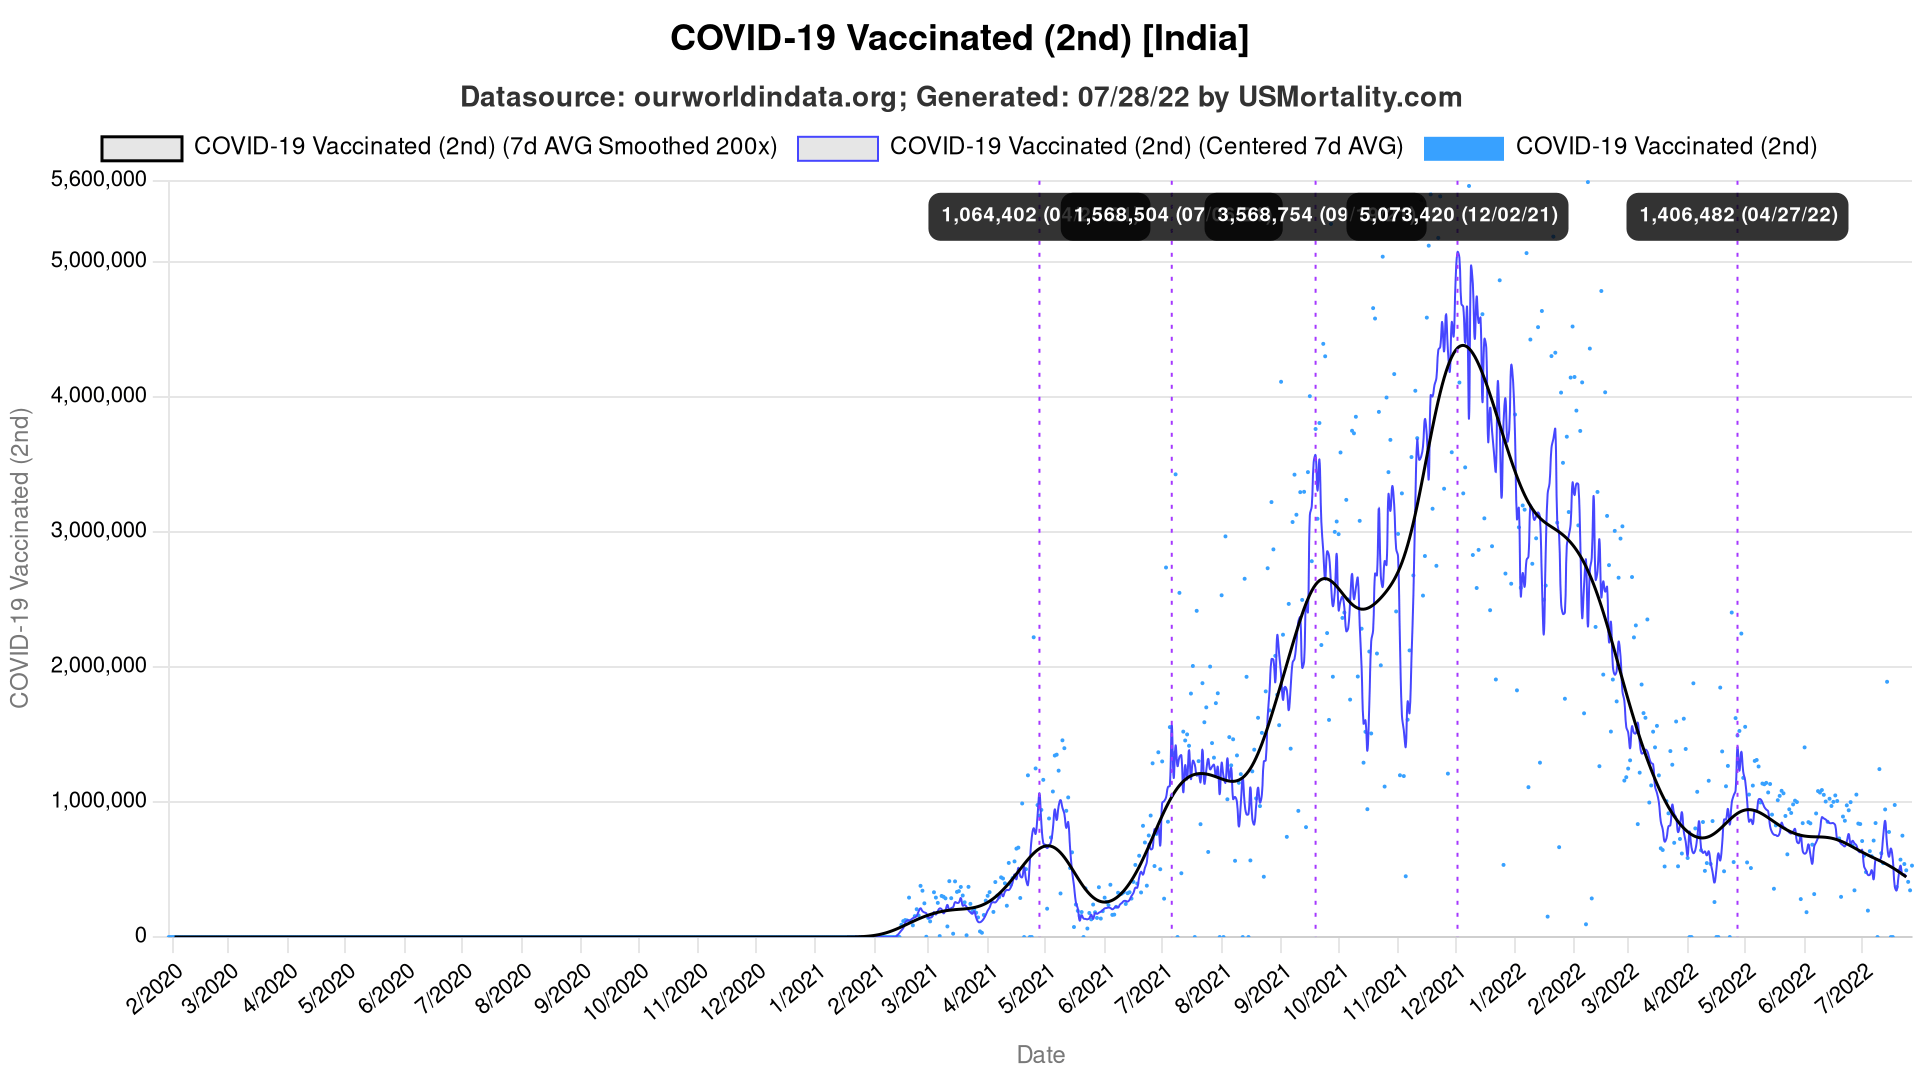 COVID-19 Vaccinated (2nd) [India]
Datasource: ourworldindata.org; Generated: 07/28/22 by USMortality.com
COVID-19 Vaccinated (2nd) (7d AVG Smoothed 200x) COVID-19 Vaccinated (2nd) (Centered 7d AVG) COVID-19 Vaccinated (2nd)
5,600,000
1,064,402 (04 1,568,504 (07/ 3,568,754 (09/ 5,073,420 (12/02/21) 1,406,482 (04/27/22)
5,000,000
4,000,000
3,000,000
2,000,000
1,000,000
0
COVID-19 Vaccinated (2nd)
2/2020 3/2020 4/2020 5/2020 6/2020 7/2020 8/2020 9/2020 10/2020 11/2020 12/2020 1/2021 2/2021 3/2021 4/2021 5/2021 6/2021 7/2021 8/2021 9/2021 10/2021 11/2021 12/2021 1/2022 2/2022 3/2022 4/2022 5/2022 6/2022 7/2022
Date